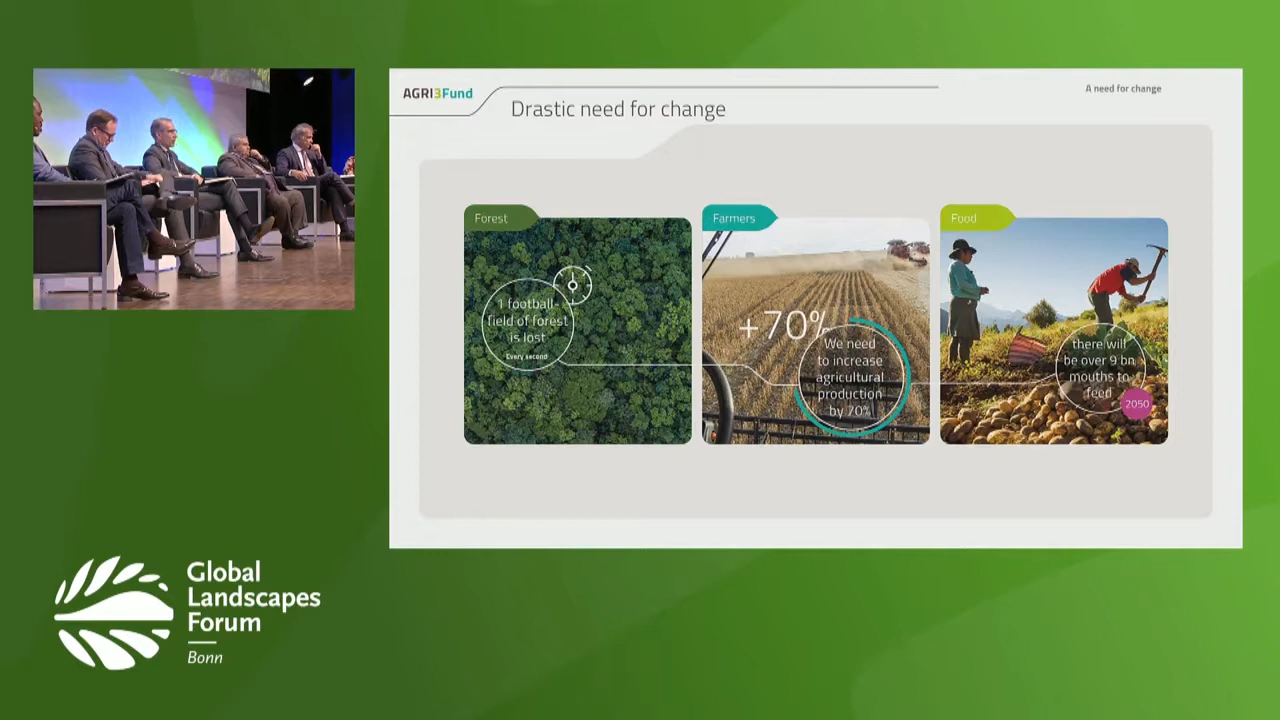 AGRI3Fund
Drastic need for change
A need for change
Forest
1 football-
field of forest
is lost
Every second
Farmers
+70%
We need
to increase
agricultural
production
by 70%
Food
there will
be over 9 bn
mouths to
feed
2050
Global
Landscapes
Forum
Bonn